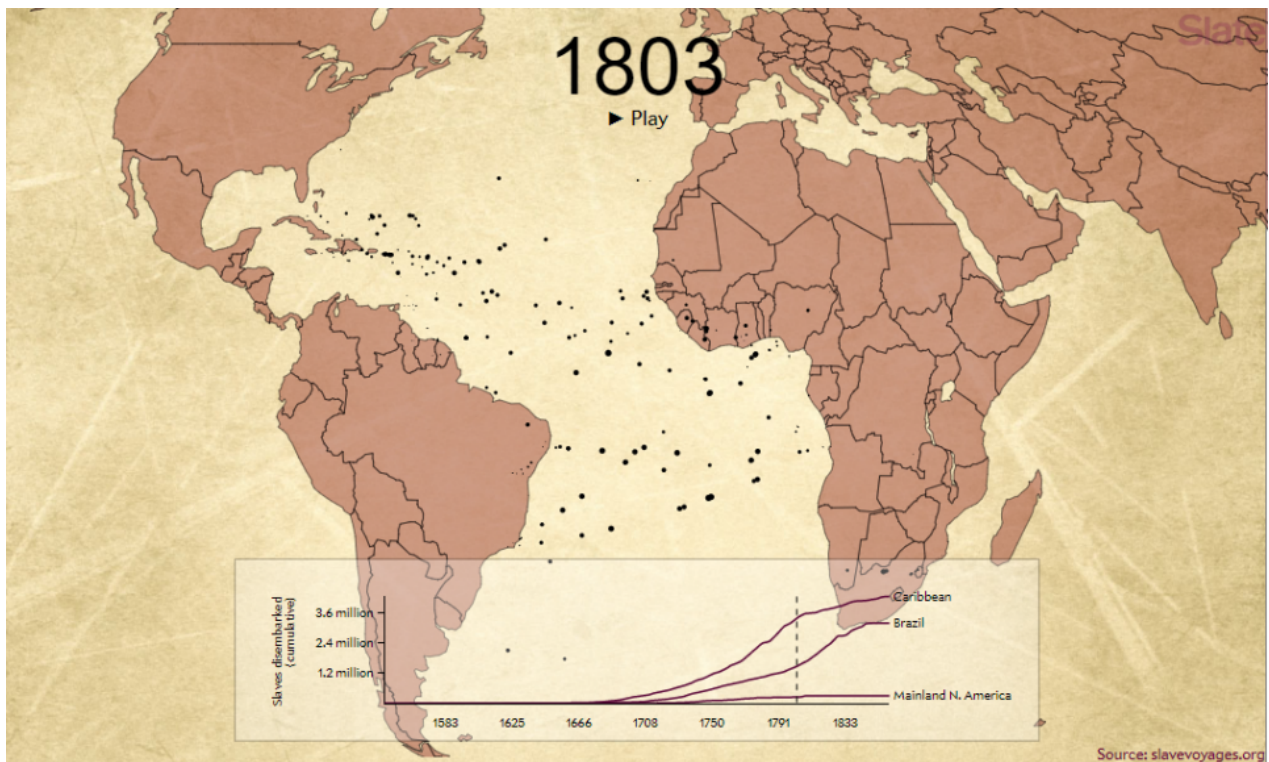 Slate
1803
► Play
Slaves disembarked
(cumulative)
3.6 million
2.4 million
1.2 million
Caribbean
Brazil
Mainland N. America
1583 1625 1666 1708 1750 1791 1833
Source: slavevoyages.org